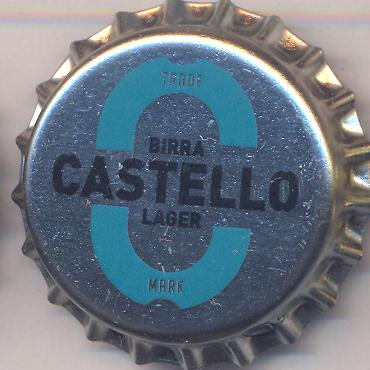 TRADE
BIRRA
CASTELLO
LAGER
MARK